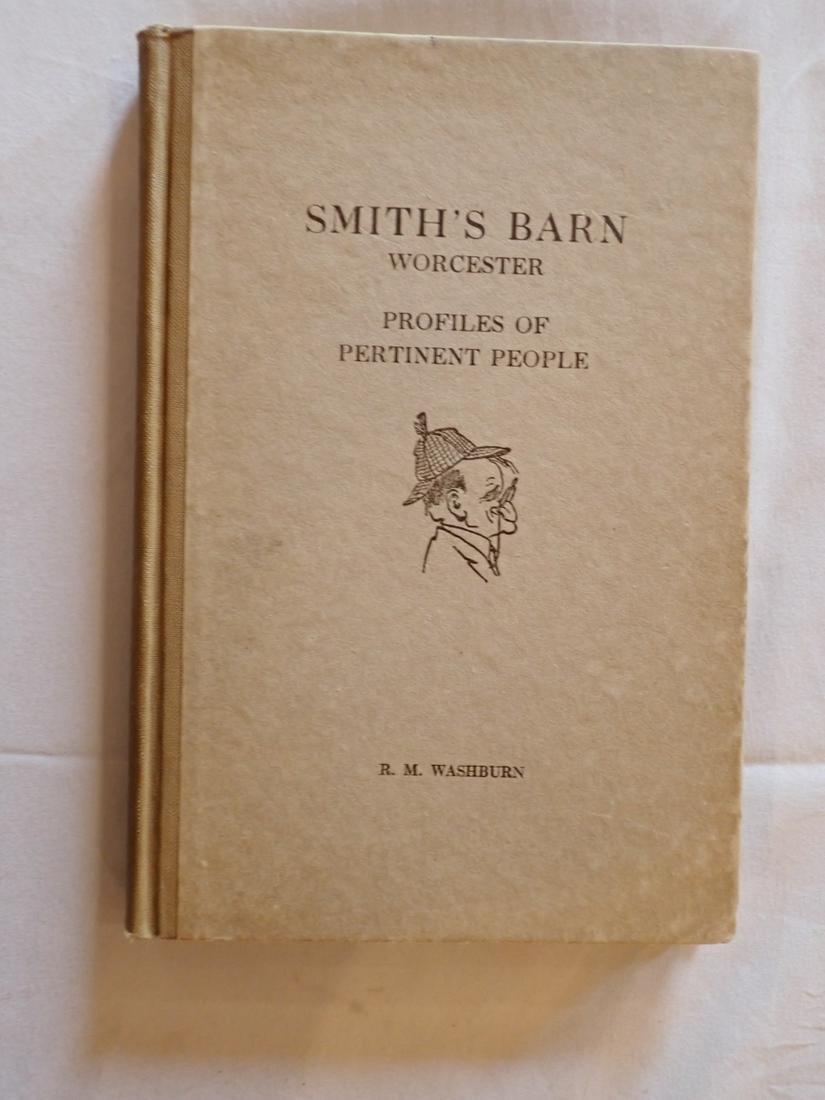 SMITH'S BARN
WORCESTER
PROFILES OF
PERTINENT PEOPLE
R. M. WASHBURN